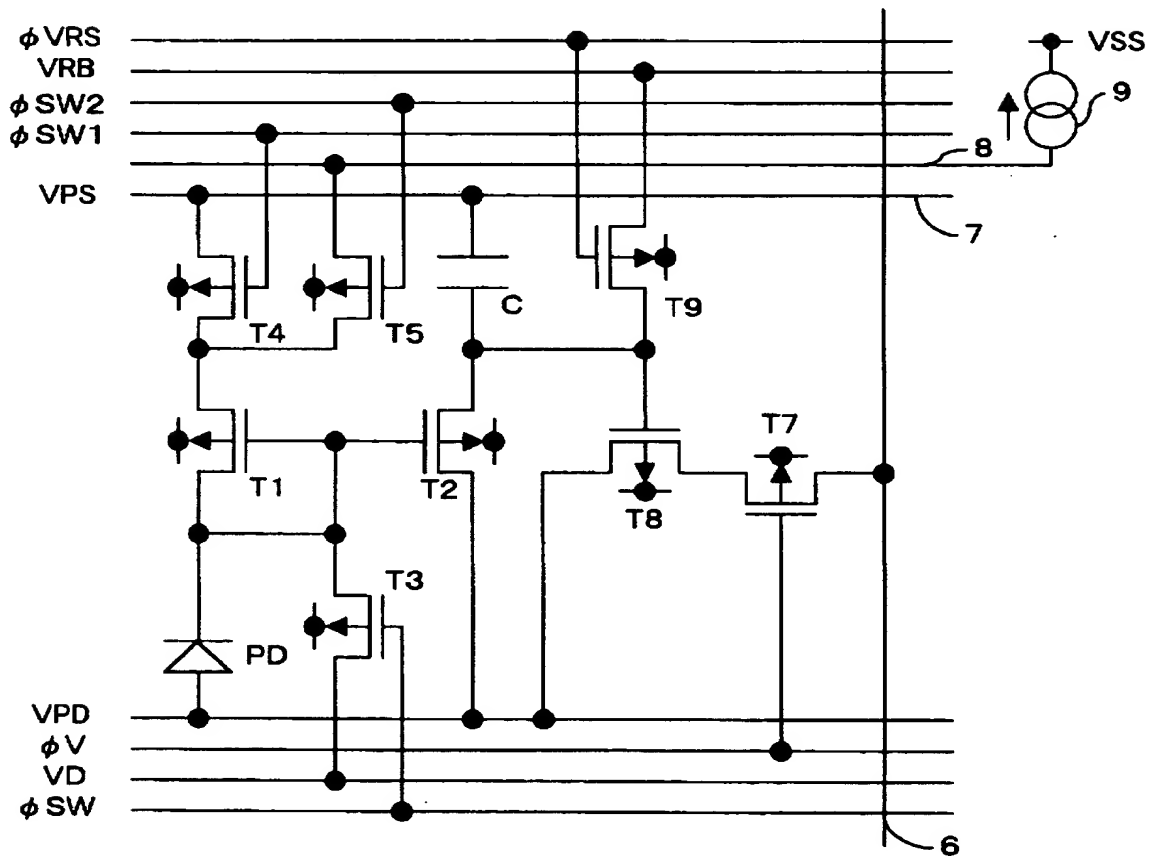 φVRS
VRB
φSW2
φSW1
VPS
VSS
9
8
7
T4
T5
C
T9
T1
T2
T7
T8
T3
PD
VPD
φV
VD
φSW
6